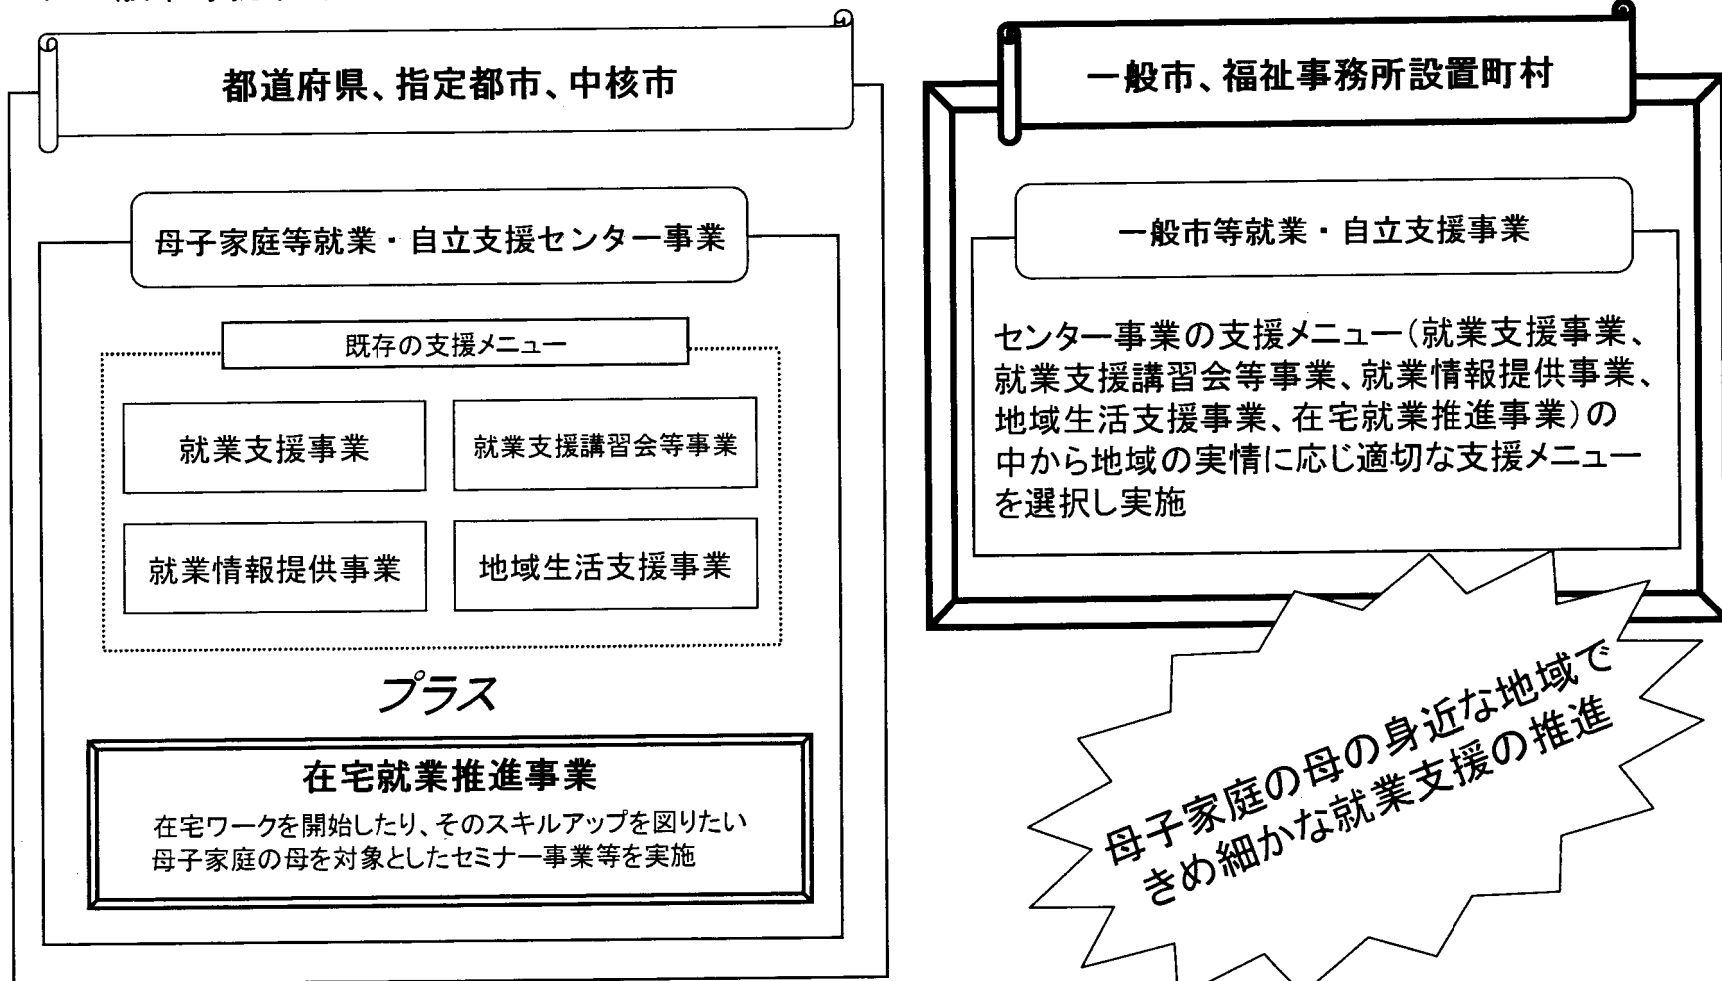 都道府県、指定都市、中核市
母子家庭等就業・自立支援センター事業
既存の支援メニュー
就業支援事業
就業支援講習会等事業
就業情報提供事業
地域生活支援事業
プラス
在宅就業推進事業
在宅ワークを開始したり、そのスキルアップを図りたい
母子家庭の母を対象としたセミナー事業等を実施
一般市、福祉事務所設置町村
一般市等就業・自立支援事業
センター事業の支援メニュー(就業支援事業、
就業支援講習会等事業、就業情報提供事業、
地域生活支援事業、在宅就業推進事業)の
中から地域の実情に応じ適切な支援メニュー
を選択し実施
母子家庭の母の身近な地域で
きめ細かな就業支援の推進